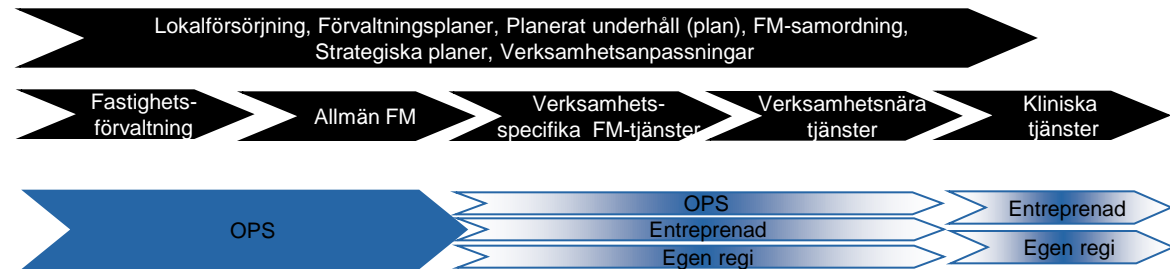 Lokalförsörjning, Förvaltningsplaner, Planerat underhåll (plan), FM-samordning,
Strategiska planer, Verksamhetsanpassningar
Fastighets-
förvaltning
Allmän FM
Verksamhets-
specifika FM-tjänster
Verksamhetsnära
tjänster
Kliniska
tjänster
OPS
OPS
Entreprenad
Egen regi
Entreprenad
Egen regi